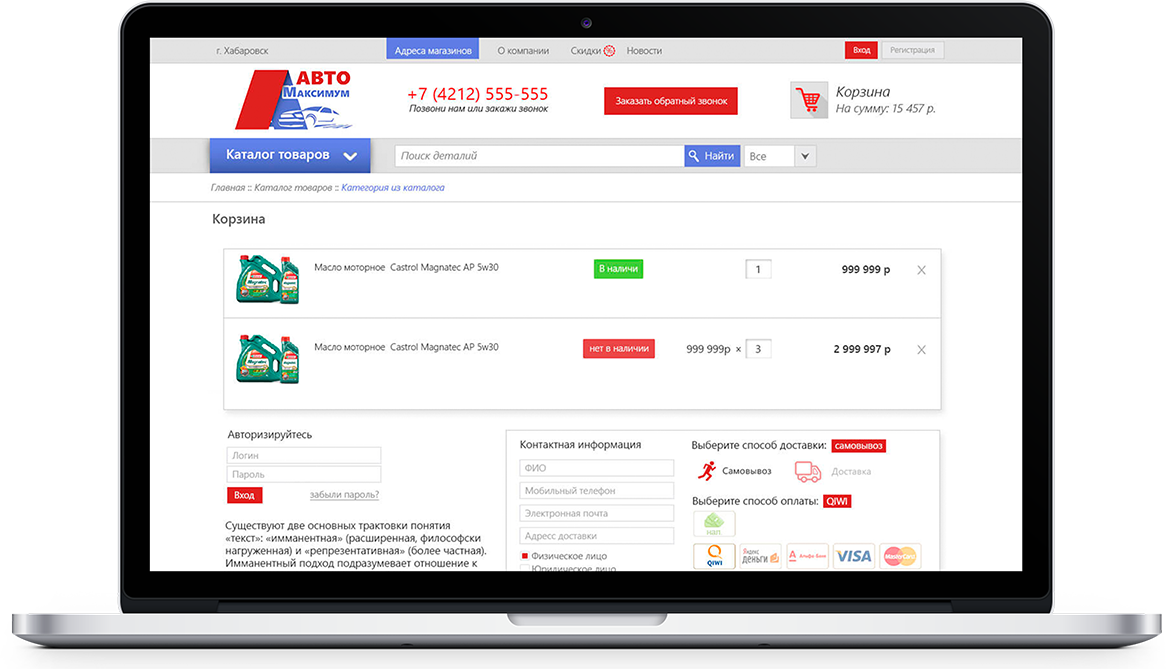 г. Хабаровск
Адреса магазинов
О компании
Скидки %
Новости
Вход
Регистрация
АВТО
Максимум
+7 (4212) 555-555
Позвони нам или закажи звонок
Заказать обратный звонок
Корзина
На сумму: 15 457 р.
Каталог товаров
Поиск деталий
Найти
Все
Главная :: Каталог товаров :: Категория из каталога
Корзина
Масло моторное Castrol Magnatec AP 5w30
В наличи
1
999 999 р
X
Масло моторное Castrol Magnatec AP 5w30
нет в наличии
999 999р × 3
2 999 997 р
X
Авторизируйтесь
Логин
Пароль
Вход
забыли пароль?
Существуют две основных трактовки понятия
«текст»: «имманентная» (расширенная, философски
нагруженная) и «репрезентативная» (более частная).
Имманентный подход подразумевает отношение к
Контактная информация
ФИО
Мобильный телефон
Электронная почта
Адресс доставки
Физическое лицо
Юридическое лицо
Выберите способ доставки: самовывоз
Самовывоз
Доставка
Выберите способ оплаты: QIWI
нал.
QIWI
Яндекс
деньги
Альфа-Банк
VISA
MasterCard